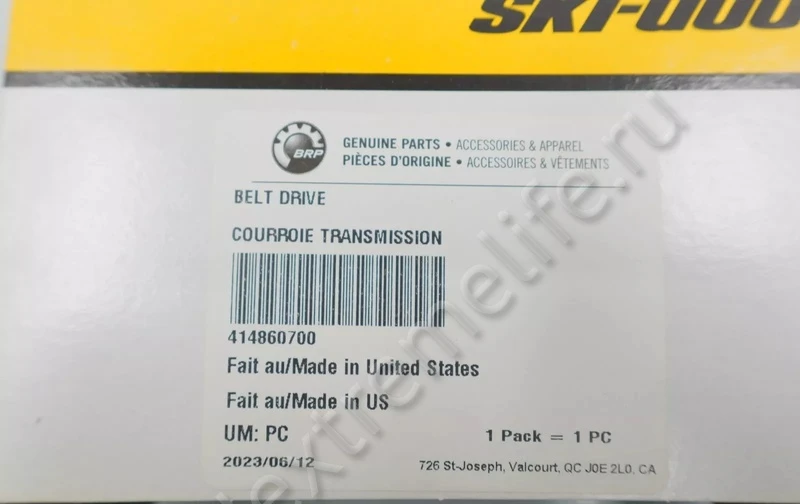 SKI-DOO
BRP
GENUINE PARTS • ACCESSORIES & APPAREL
PIÈCES D'ORIGINE • ACCESSOIRES & VÊTEMENTS
BELT DRIVE
COURROIE TRANSMISSION
414860700
Fait au/Made in United States
Fait au/Made in US
UM: PC
1 Pack = 1 PC
2023/06/12
726 St-Joseph, Valcourt, QC J0E 2L0, CA
extremelife.ru